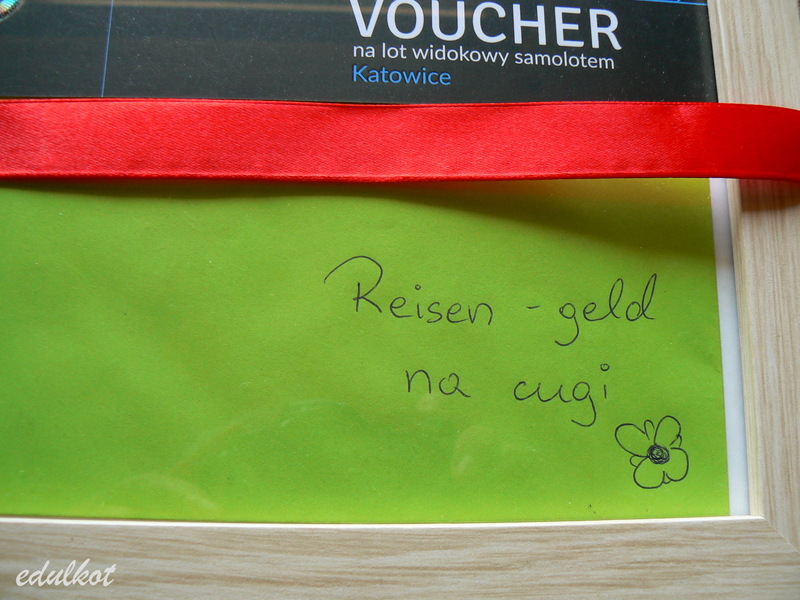 VOUCHER
na lot widokowy samolotem
Katowice
Reisen - geld
na cugi
edulkot